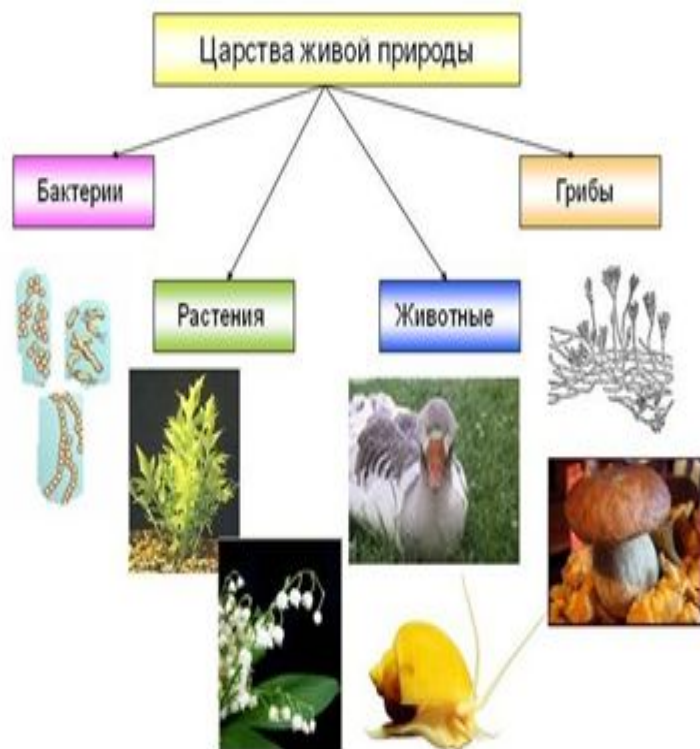 Царства живой природы
Бактерии
Грибы
Растения
Животные